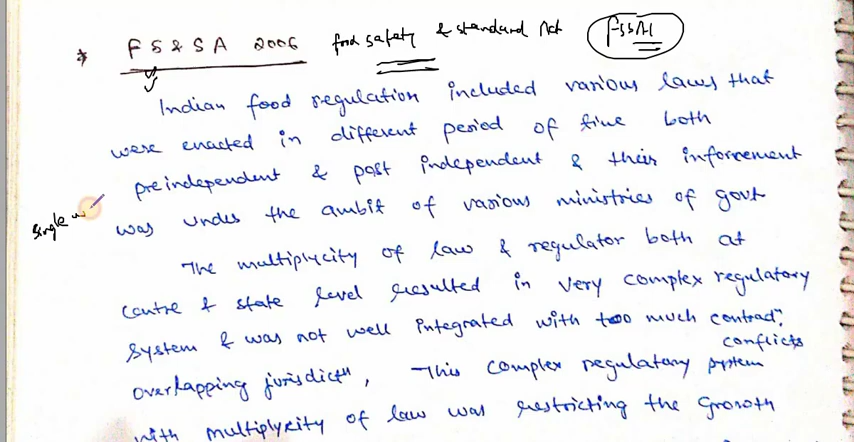 * FS & SA 2006 food safety & standard Act FSSAI
Indian food regulation included various laws that
were enacted in different period of time both
preindependent & post independent & their inforcement
Single w
was under the ambit of various ministries of govt
The multiplycity of law & regulator both at
centre & state level resulted in very complex regulatory
system & was not well integrated with too much contradn.
conflicts
overlapping jurisdictn, This complex regulatory system
with multiplycity of law was restricting the growth